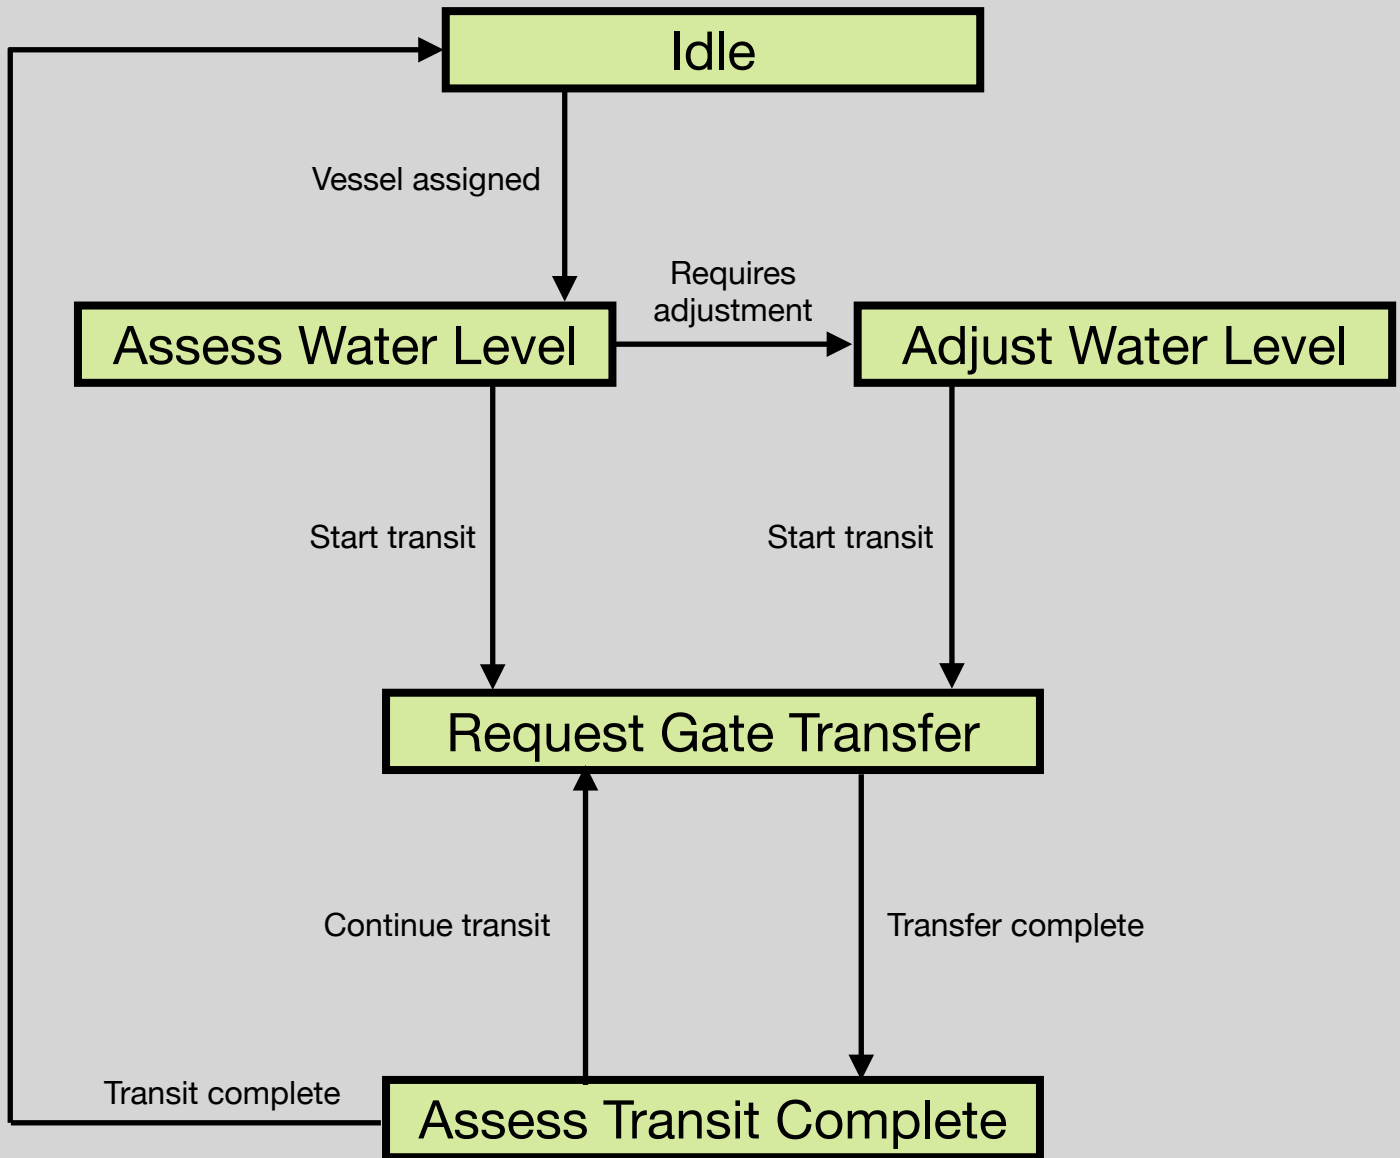 Idle
Vessel assigned
Requires
adjustment
Assess Water Level
Adjust Water Level
Start transit
Start transit
Request Gate Transfer
Continue transit
Transfer complete
Transit complete
Assess Transit Complete